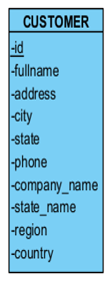 CUSTOMER
-id
-fullname
-address
-city
-state
-phone
-company_name
-state_name
-region
-country